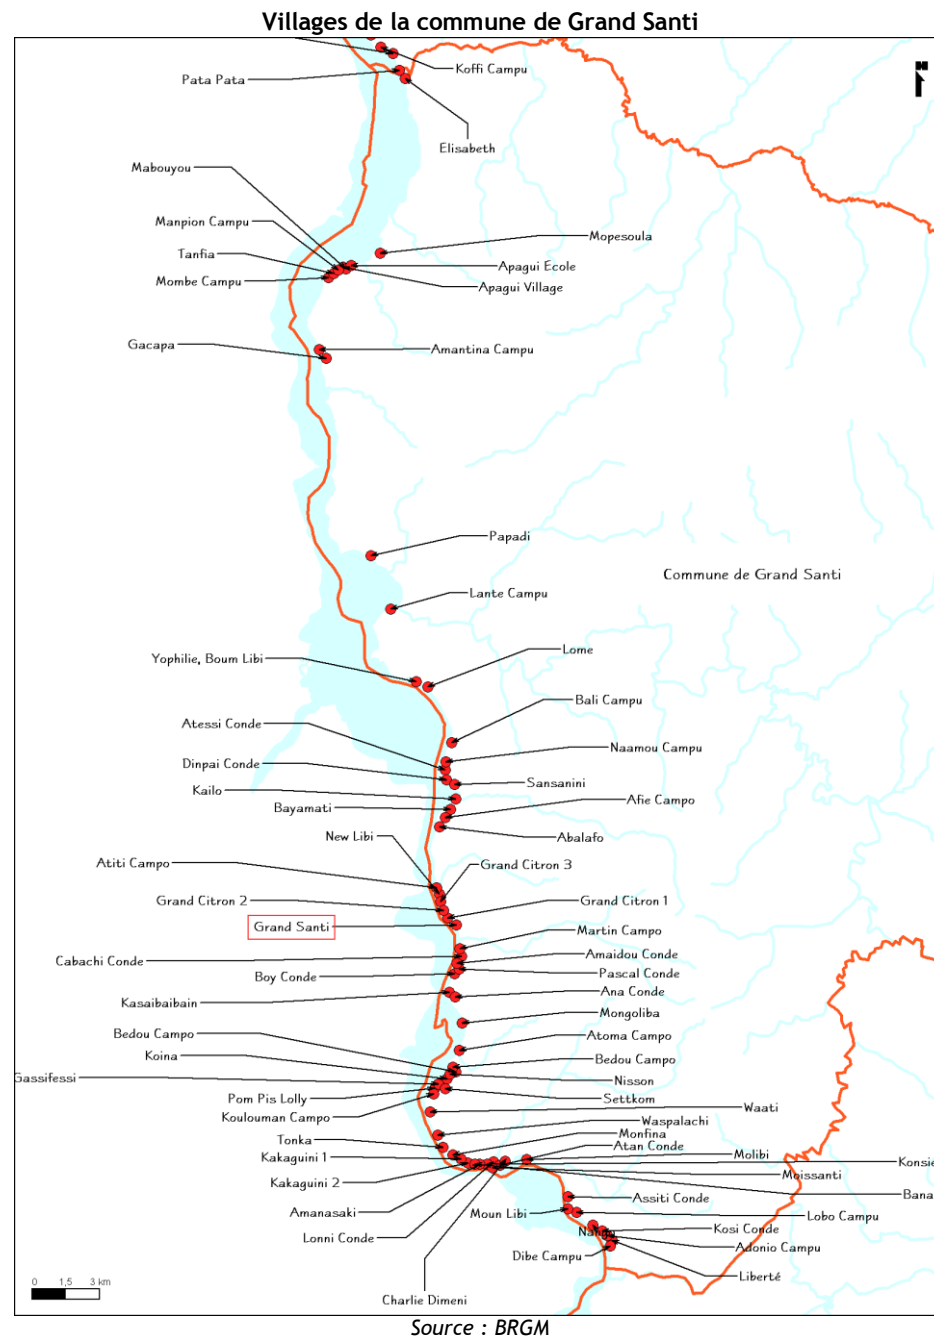 Villages de la commune de Grand Santi
Koffi Campu
Pata Pata
Elisabeth
Mabouyou
Manpion Campu
Mopesoula
Tanfia
Apagui Ecole
Mombe Campu
Apagui Village
Gacapa
Amantina Campu
Papadi
Commune de Grand Santi
Lante Campu
Lome
Yophilie, Boum Libi
Bali Campu
Atessi Conde
Naamou Campu
Dinpai Conde
Sansanini
Kailo
Afie Campo
Bayamati
New Libi
Abalafo
Atiti Campo
Grand Citron 3
Grand Citron 2
Grand Citron 1
Grand Santi
Martin Campo
Cabachi Conde
Amaidou Conde
Boy Conde
Pascal Conde
Kasaibaibain
Ana Conde
Mongoliba
Bedou Campo
Atoma Campo
Koina
Bedou Campo
Gassifessi
Nisson
Pom Pis Lolly
Settkom
Koulouman Campo
Waati
Waspalachi
Tonka
Monfina
Atan Conde
Kakaguini 1
Molibi
Konsie
Moissanti
Kakaguini 2
Bana
Assiti Conde
Amanasaki
Moun Libi
Lobo Campu
Lonni Conde
Kosi Conde
Adonio Campu
Dibe Campu
Liberté
0 1,5 3 km
Charlie Dimeni
Source : BRGM